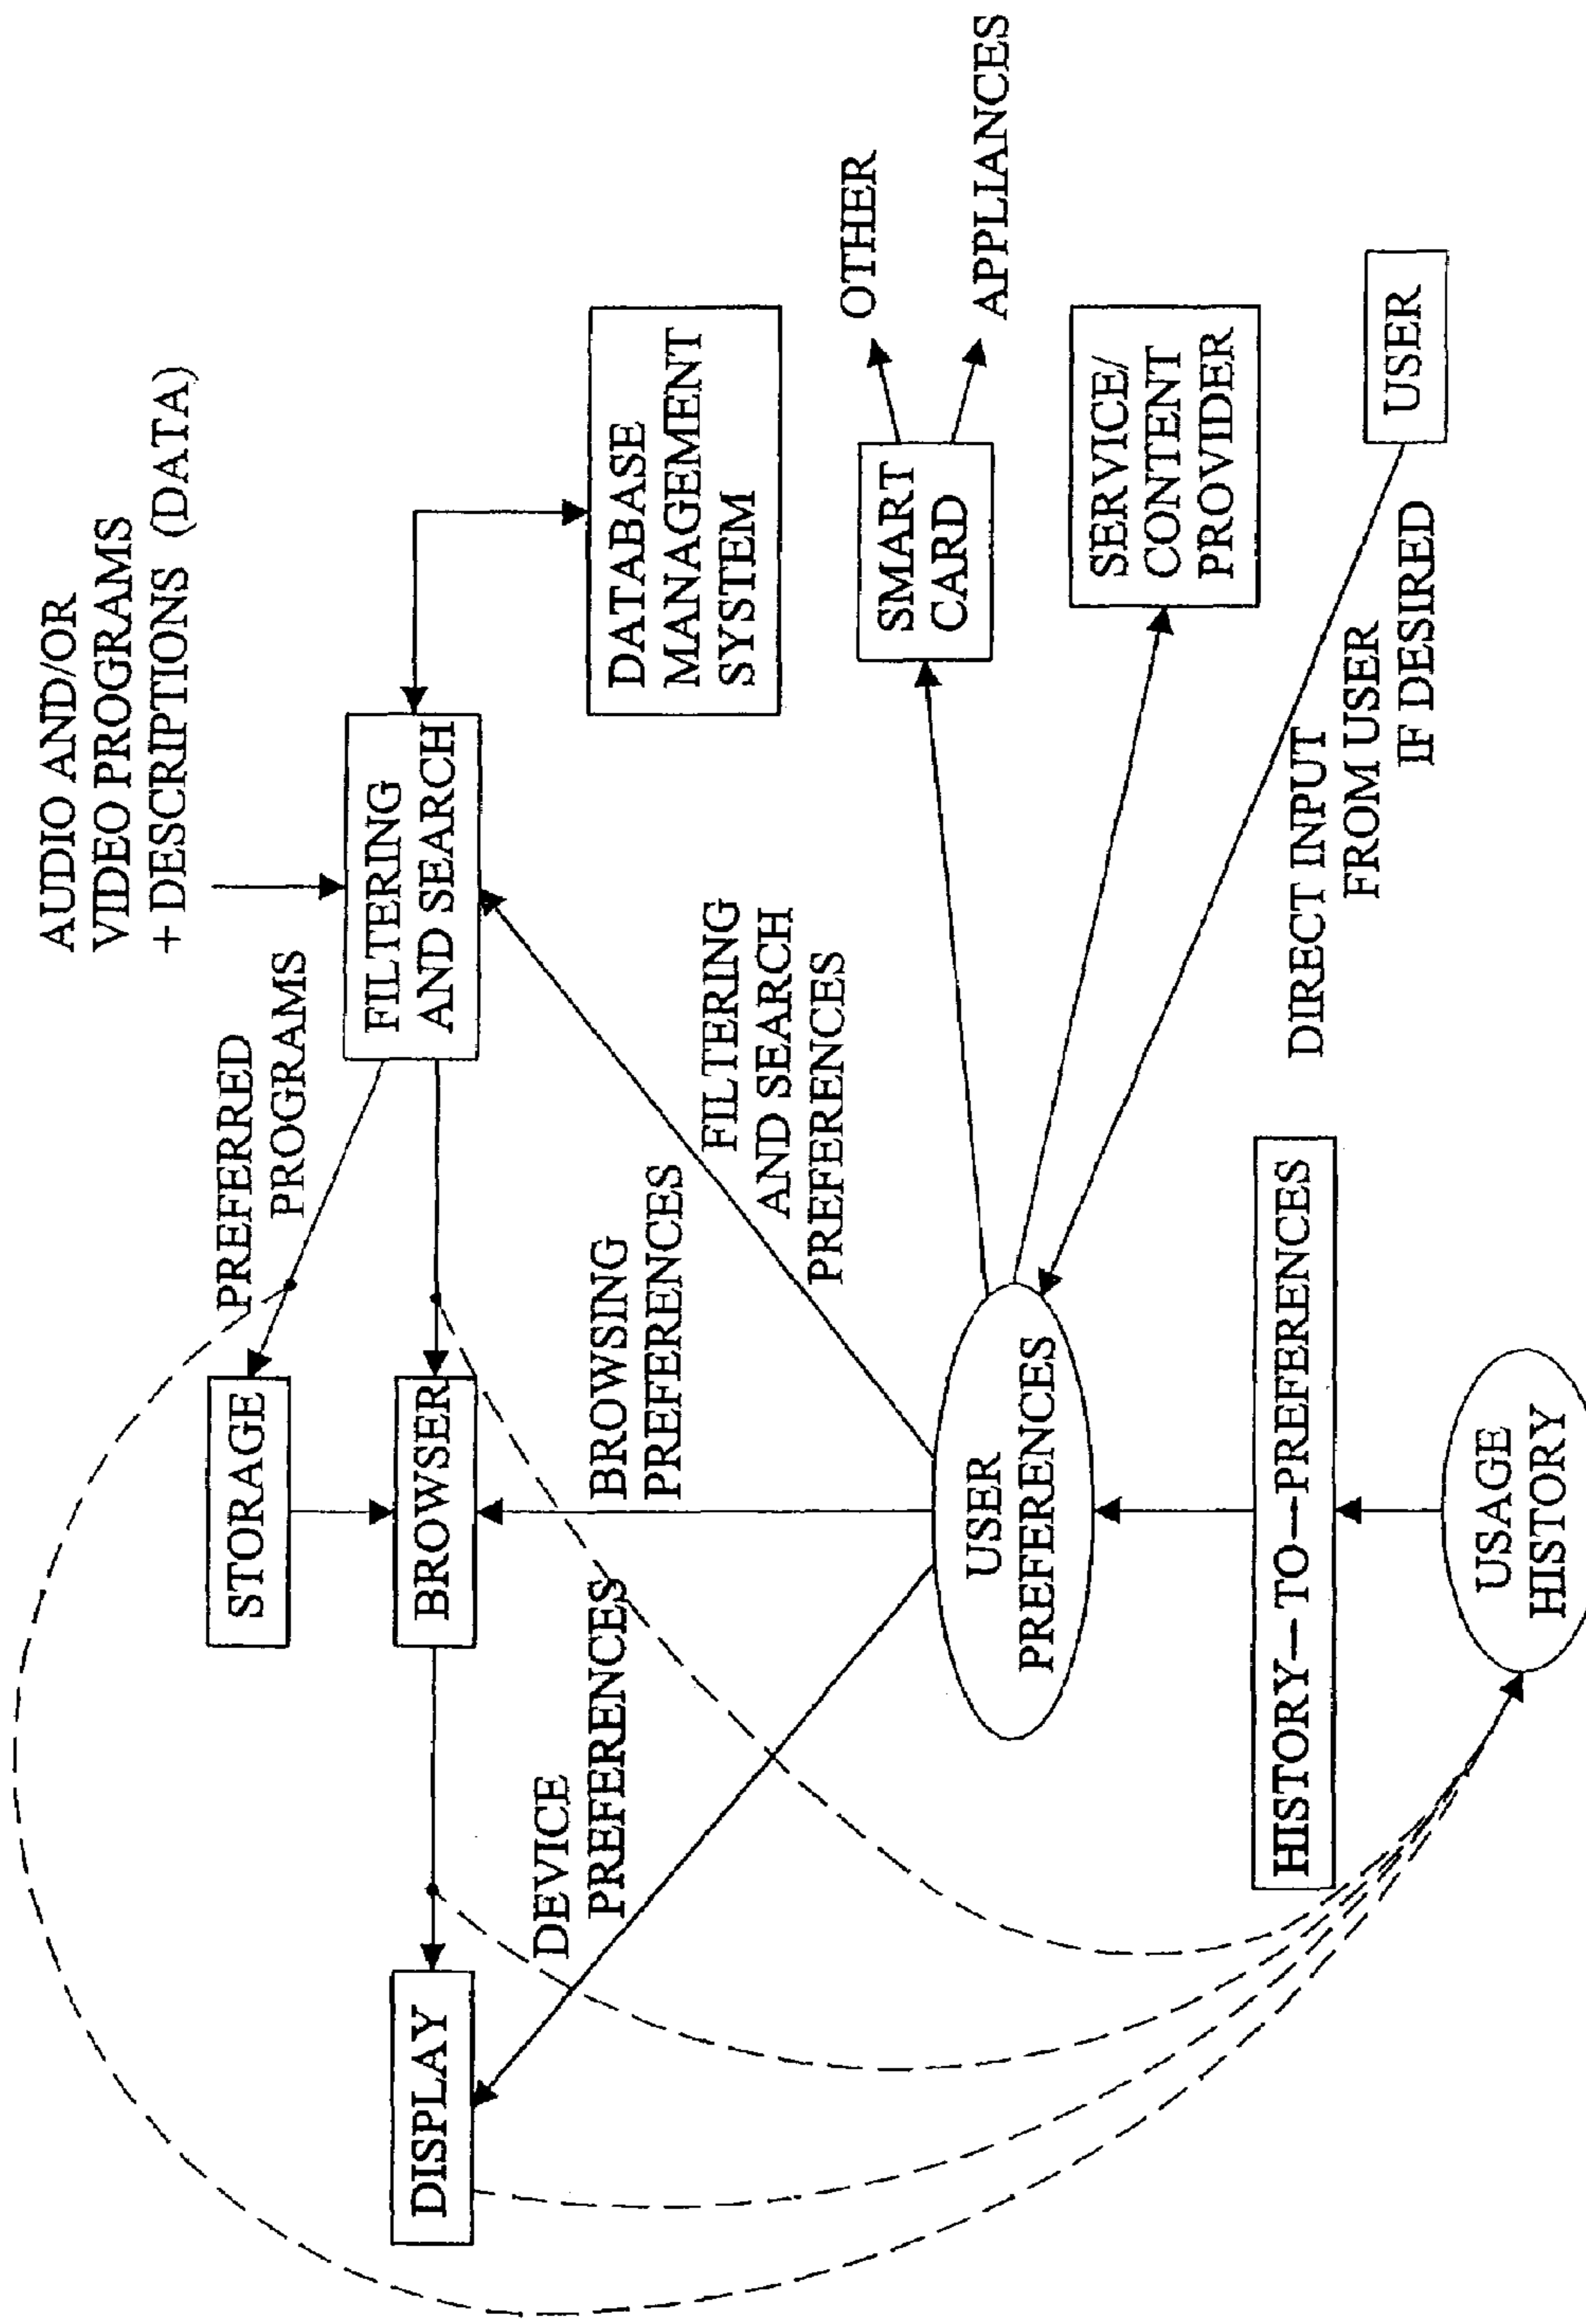 AUDIO AND/OR
VIDEO PROGRAMS
+ DESCRIPTIONS (DATA)
PREFERRED
PROGRAMS
STORAGE
FILTERING
AND SEARCH
DISPLAY
BROWSER
DEVICE
PREFERENCES
BROWSING
PREFERENCES
FILTERING
AND SEARCH
PREFERENCES
DATABASE
MANAGEMENT
SYSTEM
USER
PREFERENCES
SMART
CARD
OTHER
APPLIANCES
SERVICE/
CONTENT
PROVIDER
HISTORY—TO—PREFERENCES
DIRECT INPUT
FROM USER
IF DESIRED
USER
USAGE
HISTORY